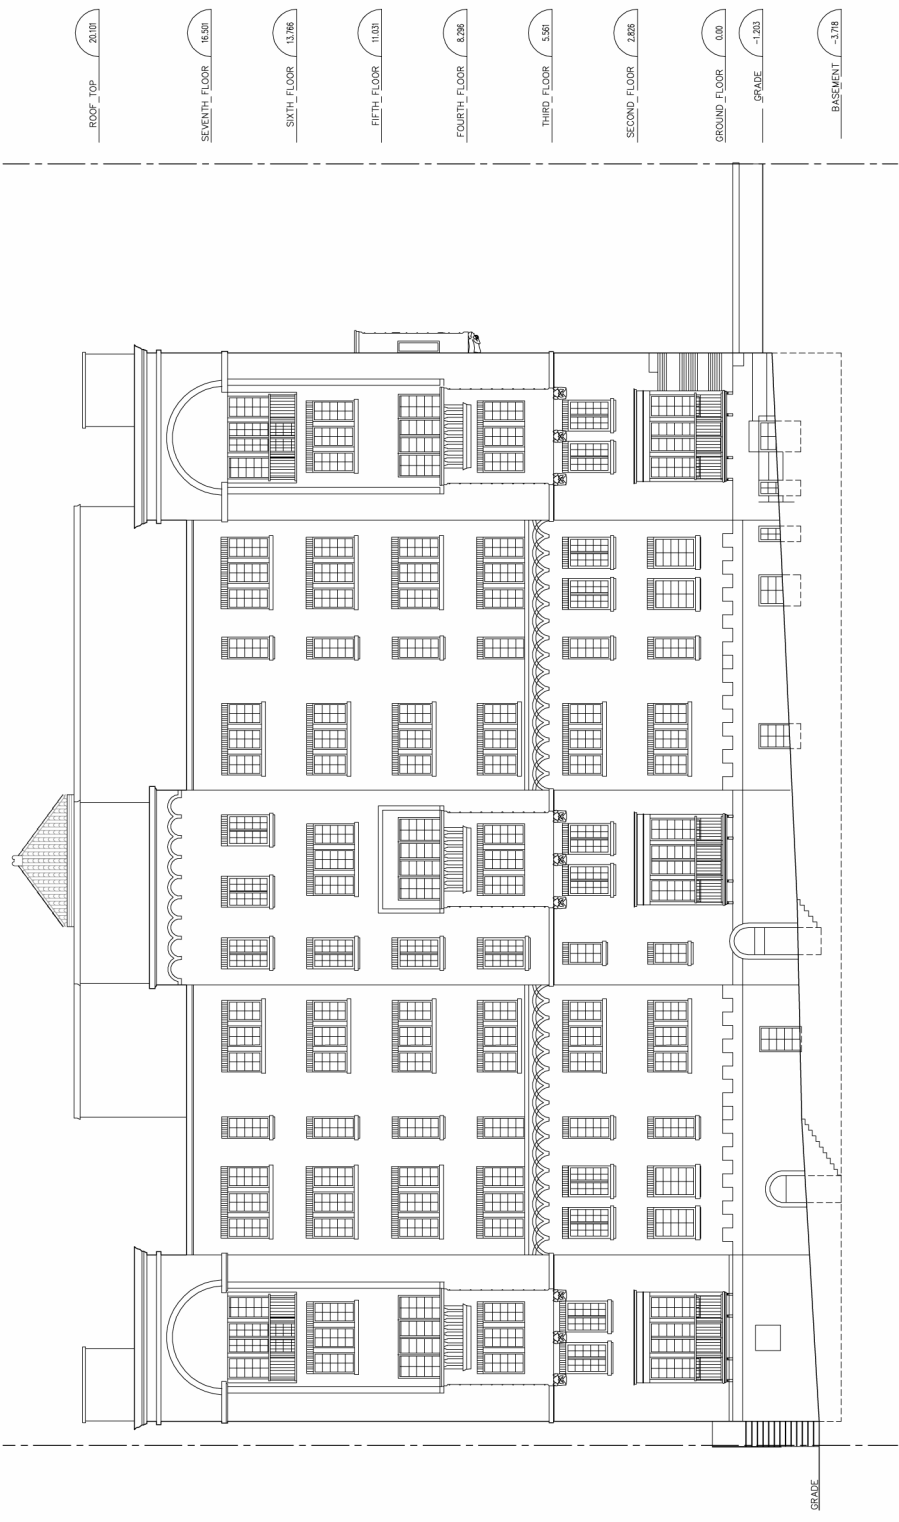 ROOF TOP
20.101
SEVENTH FLOOR
16.501
SIXTH FLOOR
13.766
FIFTH FLOOR
11.031
FOURTH FLOOR
8.296
THIRD FLOOR
5.561
SECOND FLOOR
2.826
GROUND FLOOR
0.00
GRADE
-1.203
BASEMENT
-3.718
GRADE